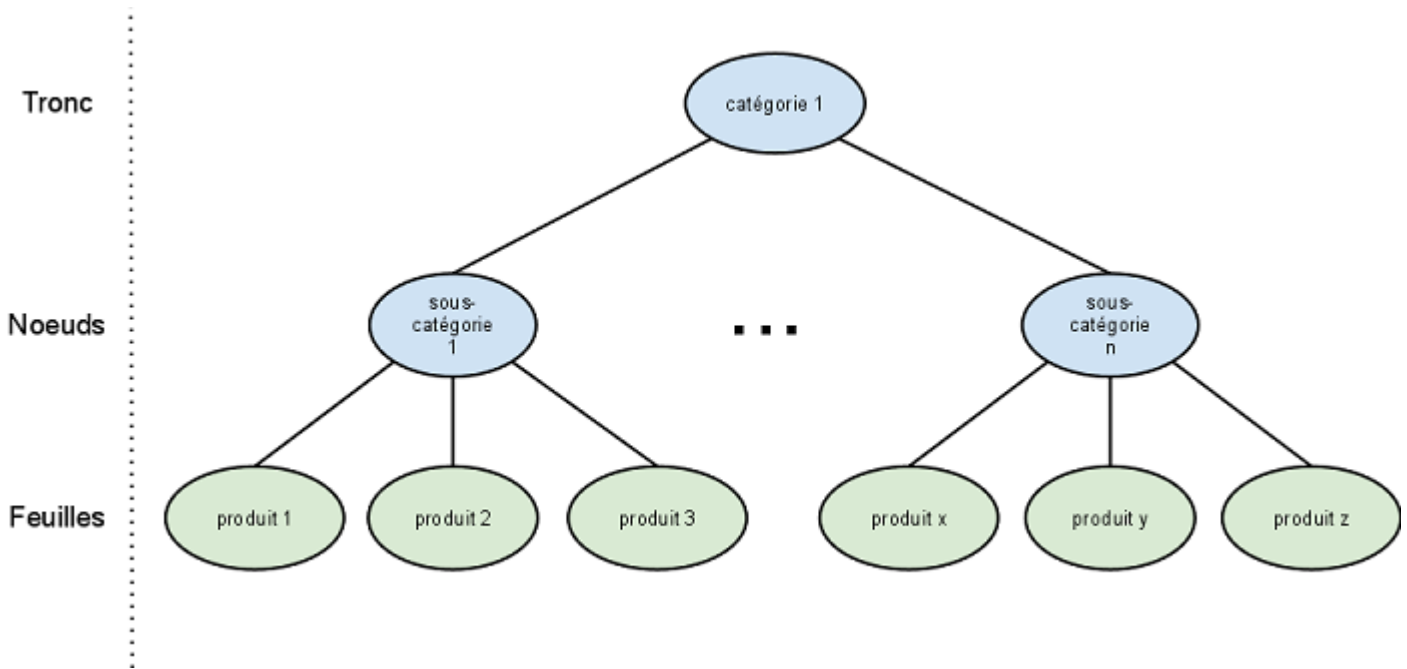 Tronc
catégorie 1
Noeuds
sous-
catégorie
1
...
sous-
catégorie
n
Feuilles
produit 1
produit 2
produit 3
produit x
produit y
produit z